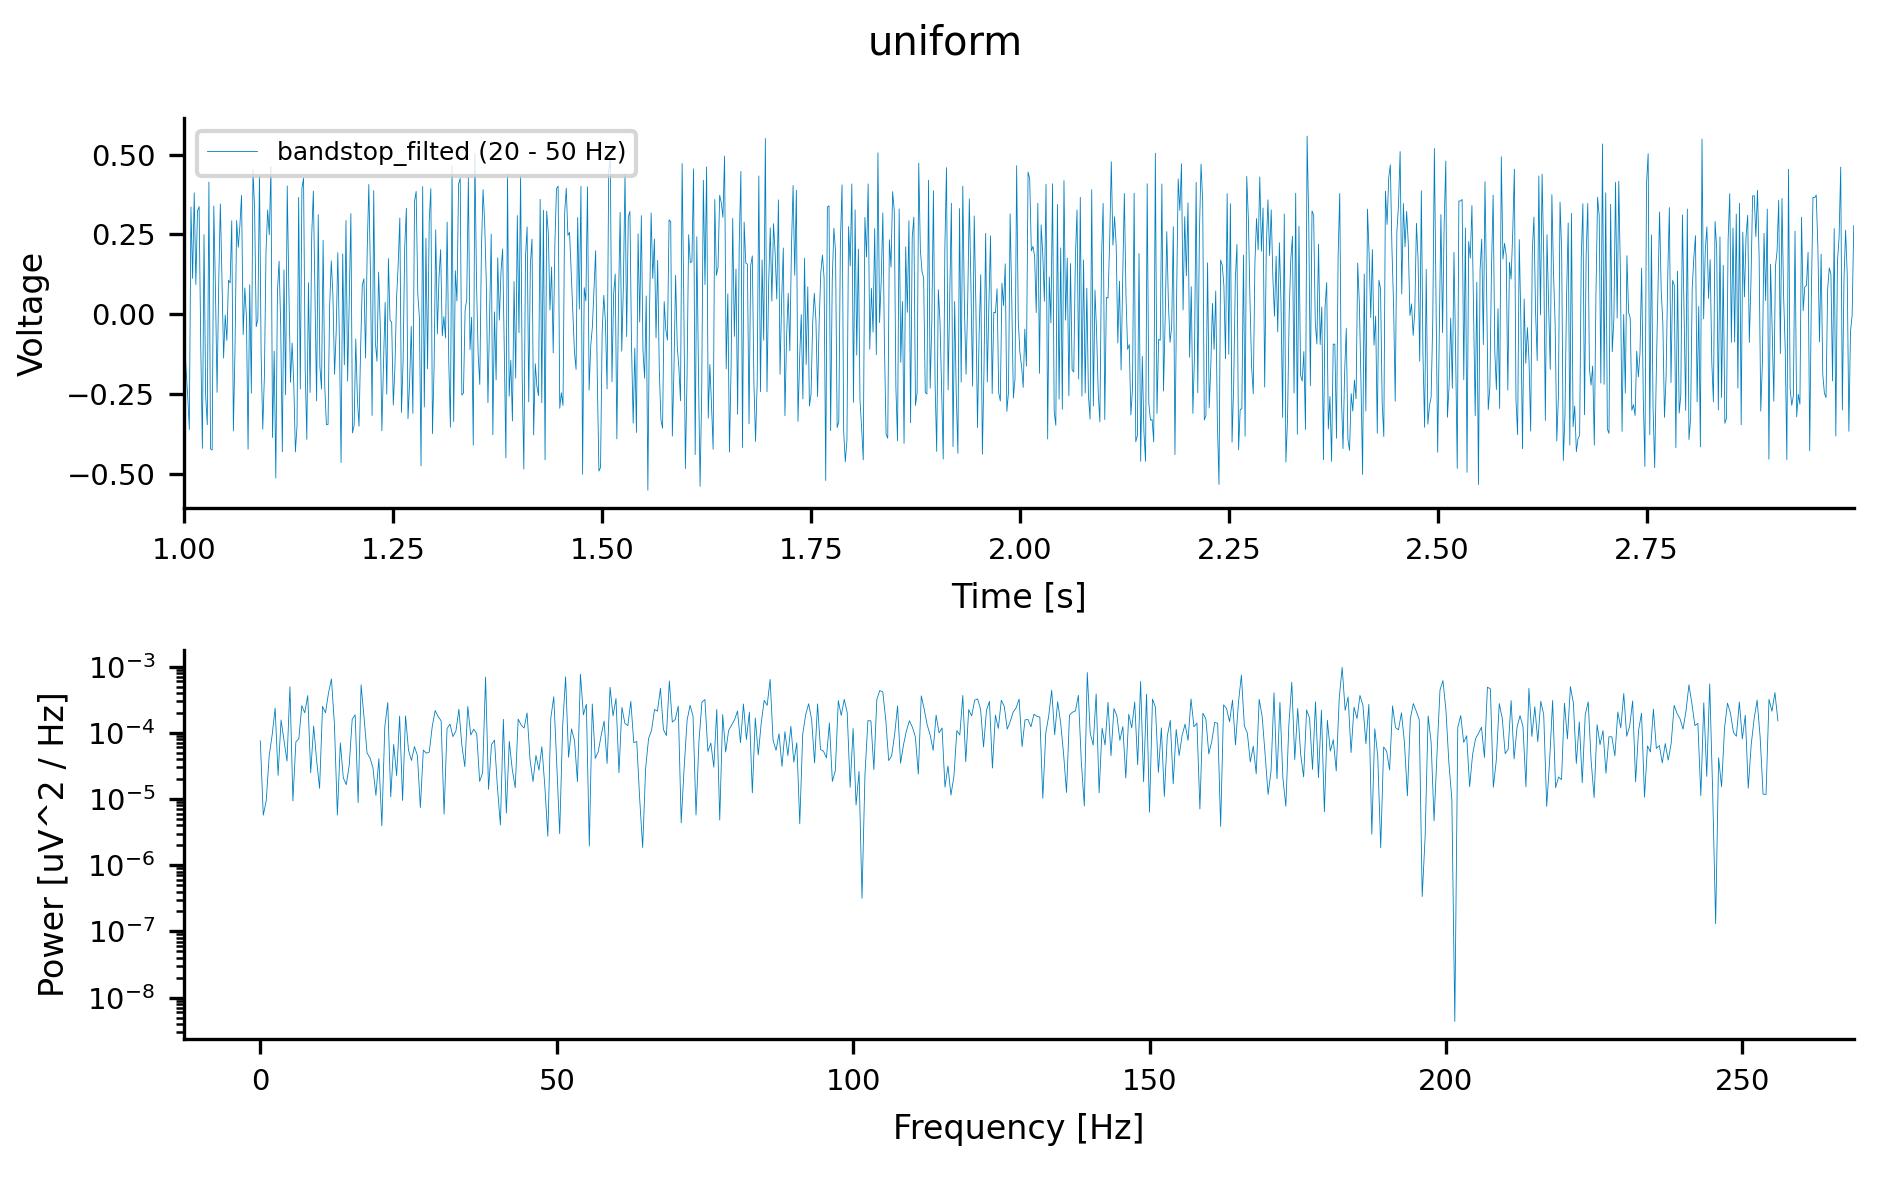 uniform
bandstop_filted (20 - 50 Hz)
0.50
0.25
0.00
−0.25
−0.50
Voltage
1.00 1.25 1.50 1.75 2.00 2.25 2.50 2.75
Time [s]
10⁻³
10⁻⁴
10⁻⁵
10⁻⁶
10⁻⁷
10⁻⁸
Power [uV^2 / Hz]
0 50 100 150 200 250
Frequency [Hz]